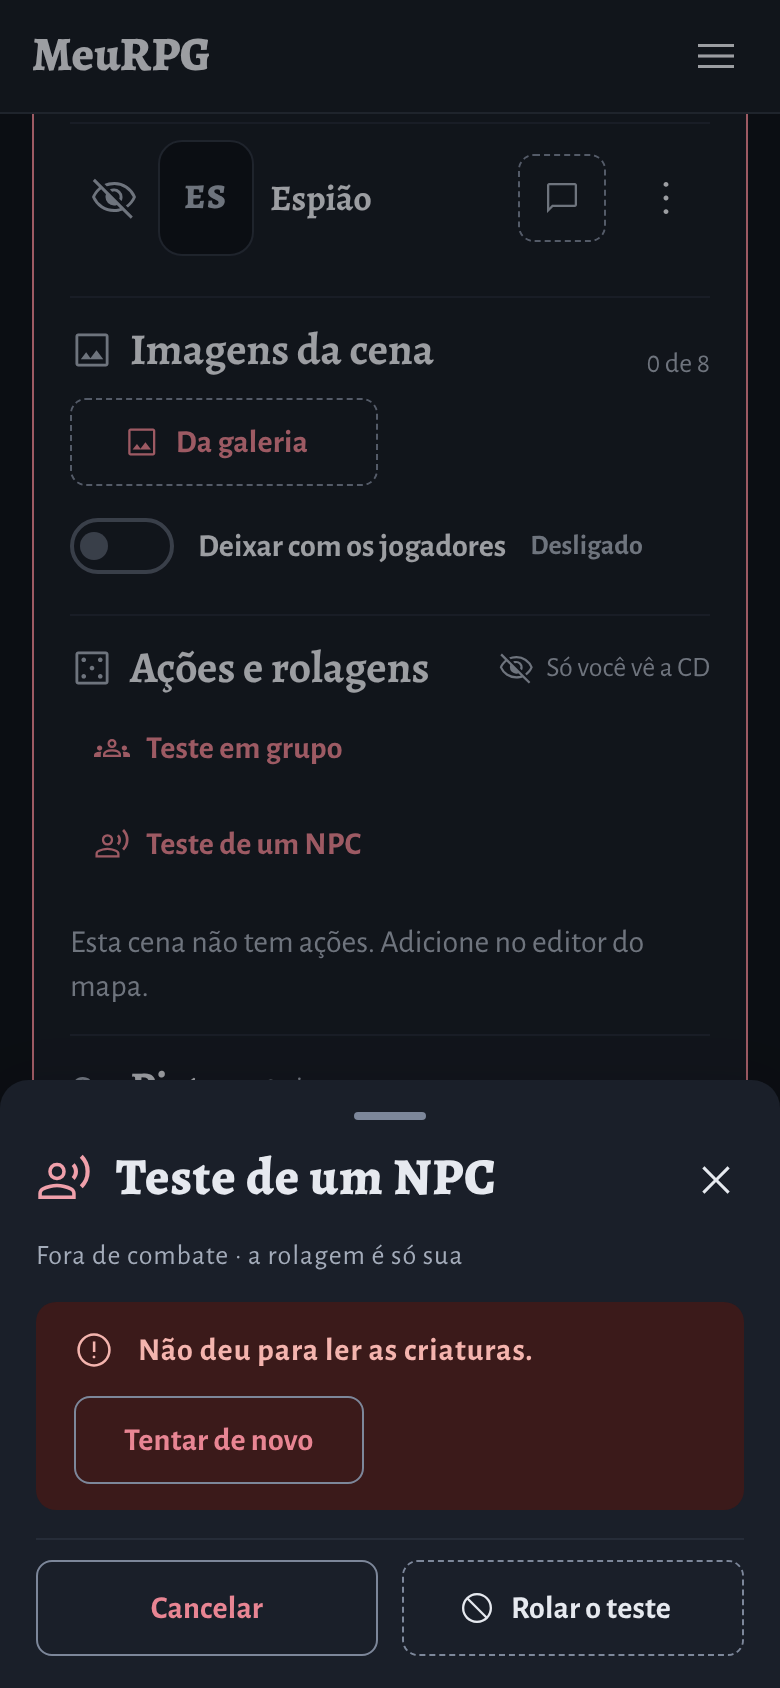 MeuRPG
ES
Espião
Imagens da cena
0 de 8
Da galeria
Deixar com os jogadores
Desligado
Ações e rolagens
Só você vê a CD
Teste em grupo
Teste de um NPC
Esta cena não tem ações. Adicione no editor do
mapa.
Teste de um NPC
Fora de combate · a rolagem é só sua
Não deu para ler as criaturas.
Tentar de novo
Cancelar
Rolar o teste